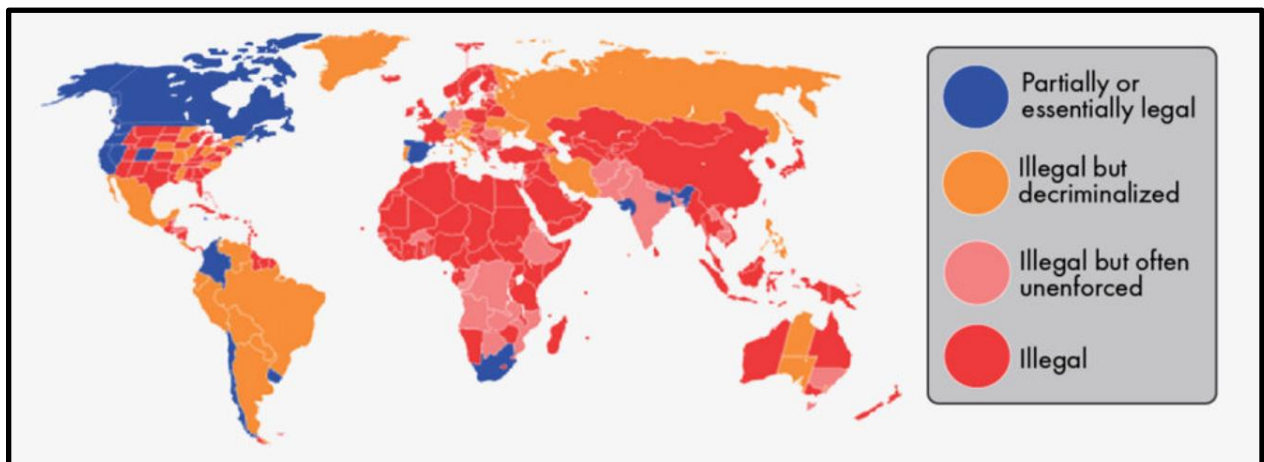 Partially or
essentially legal
Illegal but
decriminalized
Illegal but often
unenforced
Illegal